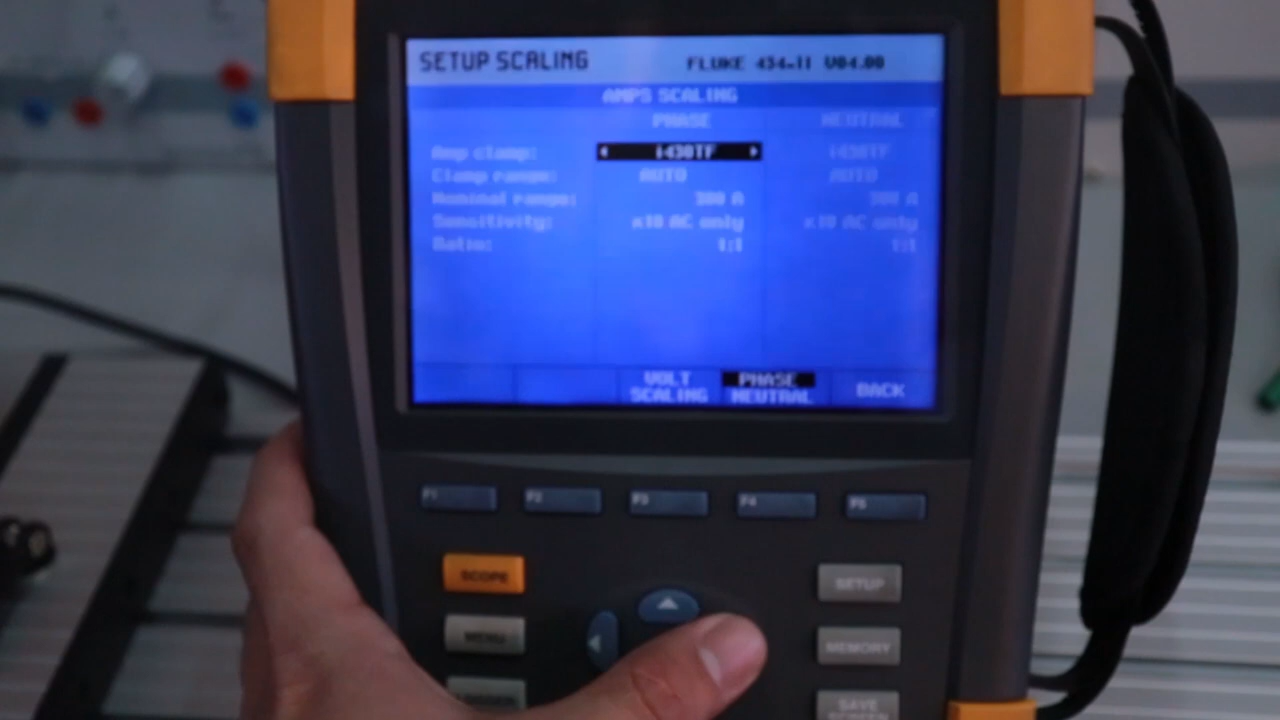 SETUP SCALING FLUKE 434-II V04.00
AMPS SCALING
PHASE NEUTRAL
Amp clamp: i430TF i430TF
Clamp range: AUTO AUTO
Nominal range: 300 A 300 A
Sensitivity: x10 AC only x10 AC only
Ratio: 1:1 1:1
VOLT SCALING PHASE NEUTRAL BACK
F1 F2 F3 F4 F5
SCOPE SETUP
MENU MEMORY
LOGGER SAVE SCREEN